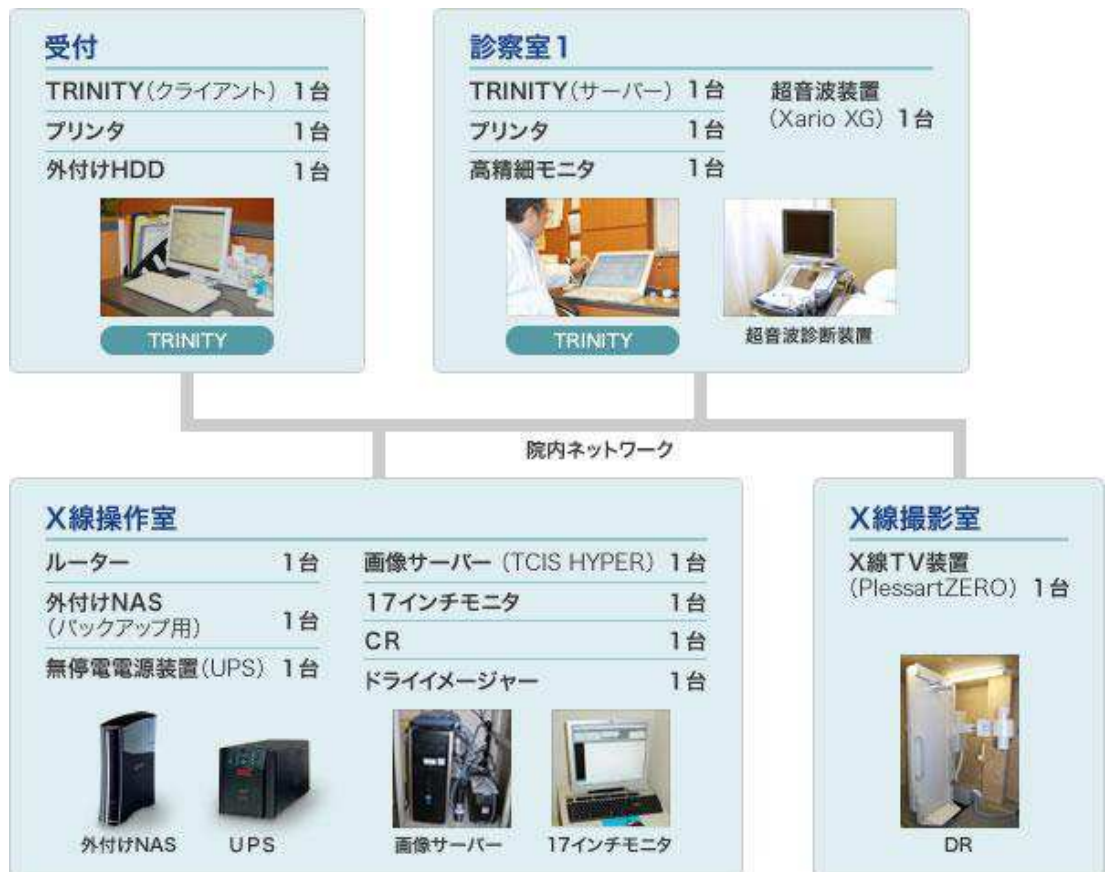 受付
TRINITY(クライアント) 1台
プリンタ 1台
外付けHDD 1台
TRINITY
診察室1
TRINITY(サーバー) 1台
プリンタ 1台
高精細モニタ 1台
超音波装置
(Xario XG) 1台
TRINITY
超音波診断装置
院内ネットワーク
X線操作室
ルーター 1台
外付けNAS
(バックアップ用) 1台
無停電電源装置(UPS) 1台
画像サーバー (TCIS HYPER) 1台
17インチモニタ 1台
CR 1台
ドライイメージャー 1台
外付けNAS
UPS
画像サーバー
17インチモニタ
X線撮影室
X線TV装置
(PlessartZERO) 1台
DR